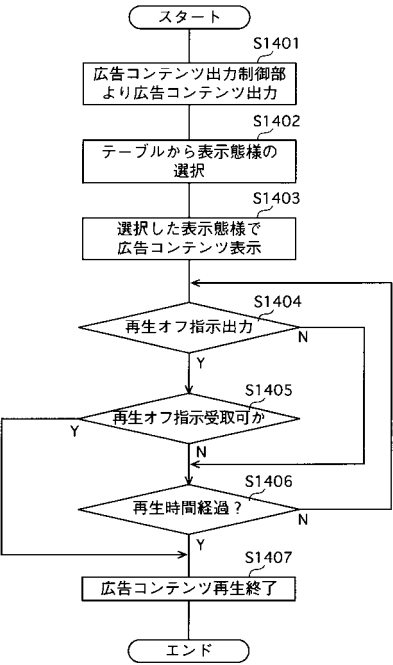 スタート
S1401
広告コンテンツ出力制御部
より広告コンテンツ出力
S1402
テーブルから表示態様の
選択
S1403
選択した表示態様で
広告コンテンツ表示
S1404
再生オフ指示出力
N
Y
S1405
再生オフ指示受取可か
Y
N
S1406
再生時間経過?
N
Y
S1407
広告コンテンツ再生終了
エンド